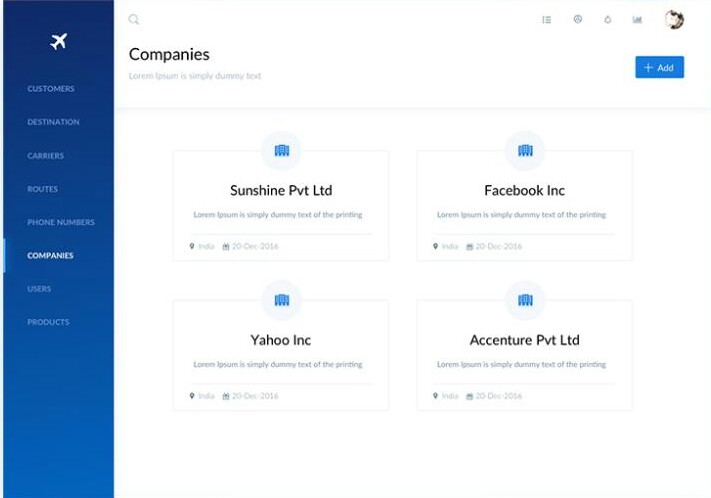 CUSTOMERS
DESTINATION
CARRIERS
ROUTES
PHONE NUMBERS
COMPANIES
USERS
PRODUCTS
Companies
Lorem Ipsum is simply dummy text
Add
Sunshine Pvt Ltd
Lorem Ipsum is simply dummy text of the printing
India 20-Dec-2016
Facebook Inc
Lorem Ipsum is simply dummy text of the printing
India 20-Dec-2016
Yahoo Inc
Lorem Ipsum is simply dummy text of the printing
India 20-Dec-2016
Accenture Pvt Ltd
Lorem Ipsum is simply dummy text of the printing
India 20-Dec-2016